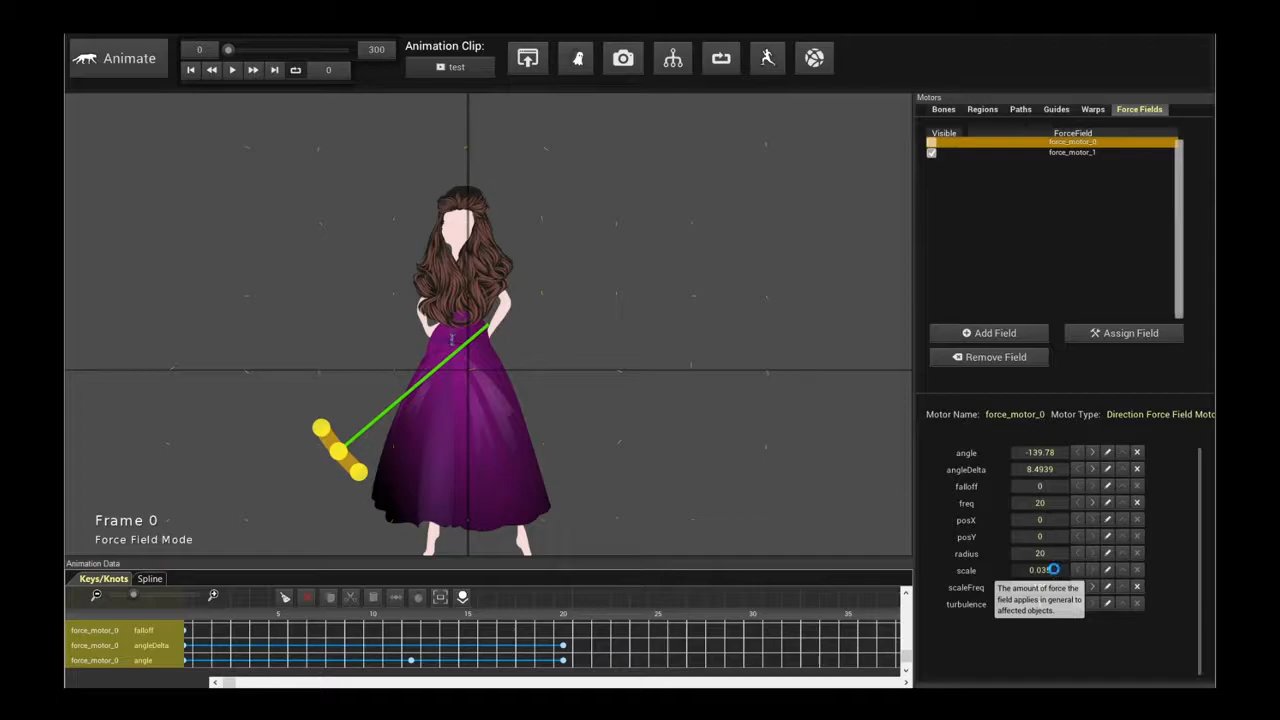 Animate
0
300
0
Animation Clip:
test
Motors
Bones Regions Paths Guides Warps Force Fields
Visible ForceField
force_motor_0
force_motor_1
Add Field Assign Field
Remove Field
Motor Name: force_motor_0 Motor Type: Direction Force Field Moto
angle -139.78
angleDelta 8.4939
falloff 0
freq 20
posX 0
posY 0
radius 20
scale
scaleFreq
turbulence
The amount of force the
field applies in general to
affected objects.
Frame 0
Force Field Mode
Animation Data
Keys/Knots Spline
5 10 15 20 25 30 35
force_motor_0 falloff
force_motor_0 angleDelta
force_motor_0 angle